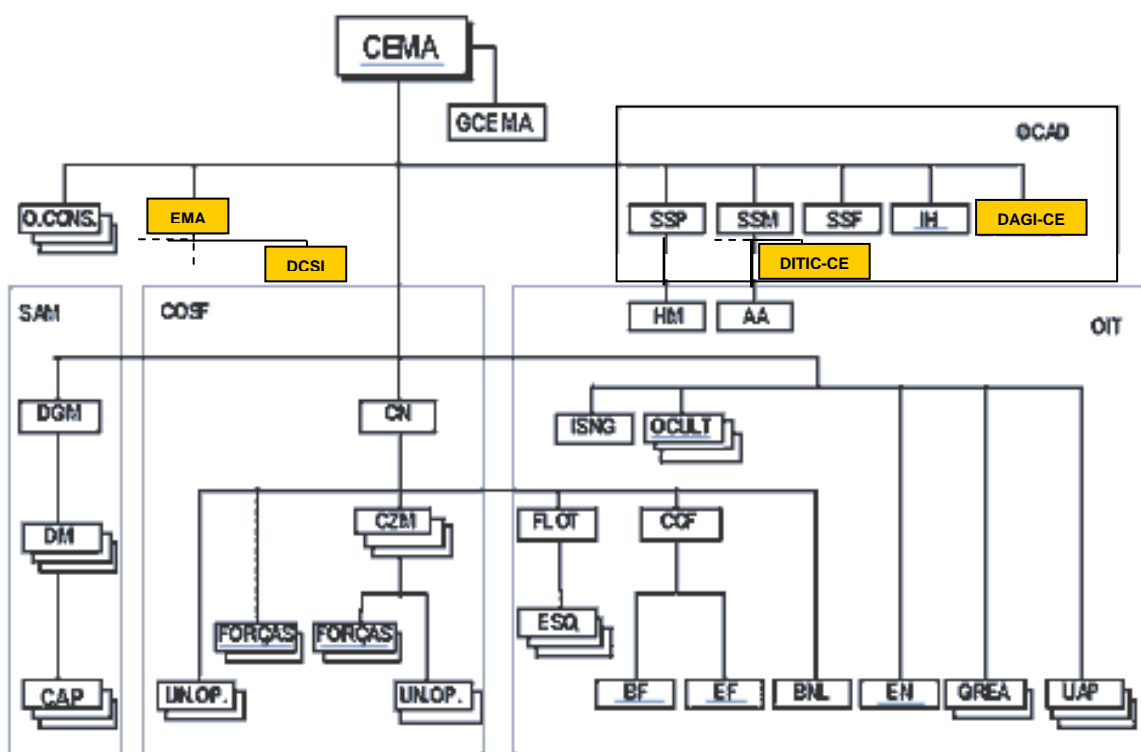 CEMA
GCEMA
OCAD
O.CONS.
EMA
SSP
SSM
SSF
IH
DAGI-CE
DCSI
DITIC-CE
SAM
COSF
HM
AA
OIT
DGM
CN
ISNG
OCULT
DM
CZM
FLOT
CCF
FORÇAS
FORÇAS
ESQ.
CAP
UN.OP.
UN.OP.
BF
EF
BNL
EN
GREA
UAP